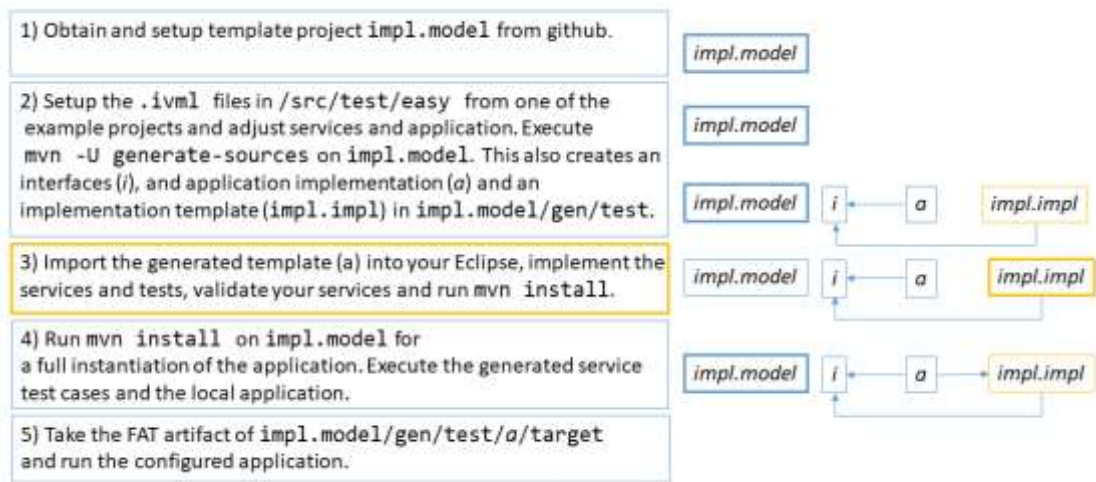 1) Obtain and setup template project impl.model from github.
impl.model
2) Setup the .ivml files in /src/test/easy from one of the
example projects and adjust services and application. Execute
mvn -U generate-sources on impl.model. This also creates an
interfaces (i), and application implementation (a) and an
implementation template (impl.impl) in impl.model/gen/test.
impl.model
impl.model i a impl.impl
3) Import the generated template (a) into your Eclipse, implement the
services and tests, validate your services and run mvn install.
impl.model i a impl.impl
4) Run mvn install on impl.model for
a full instantiation of the application. Execute the generated service
test cases and the local application.
impl.model i a impl.impl
5) Take the FAT artifact of impl.model/gen/test/a/target
and run the configured application.